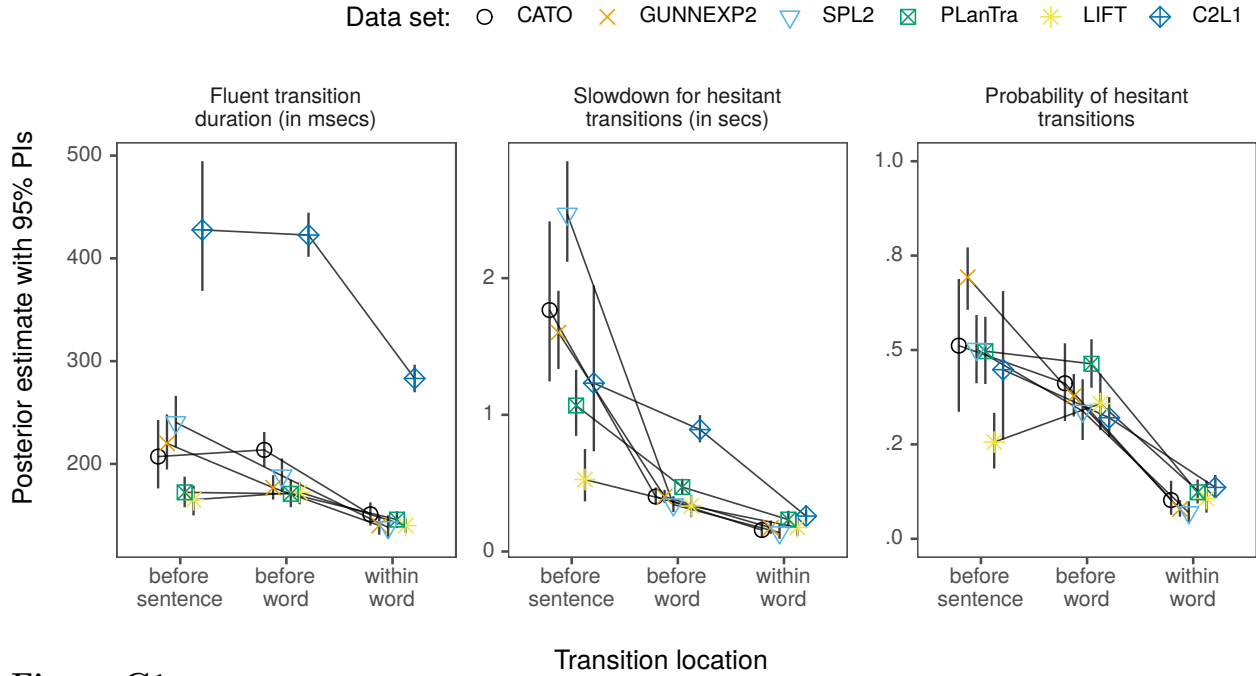 Data set: CATO GUNNEXP2 SPL2 PLanTra LIFT C2L1
Fluent transition
duration (in msecs)
Slowdown for hesitant
transitions (in secs)
Probability of hesitant
transitions
Posterior estimate with 95% PIs
500
400
300
200
2
1
0
1.0
.8
.5
.2
.0
before
sentence
before
word
within
word
before
sentence
before
word
within
word
before
sentence
before
word
within
word
Transition location